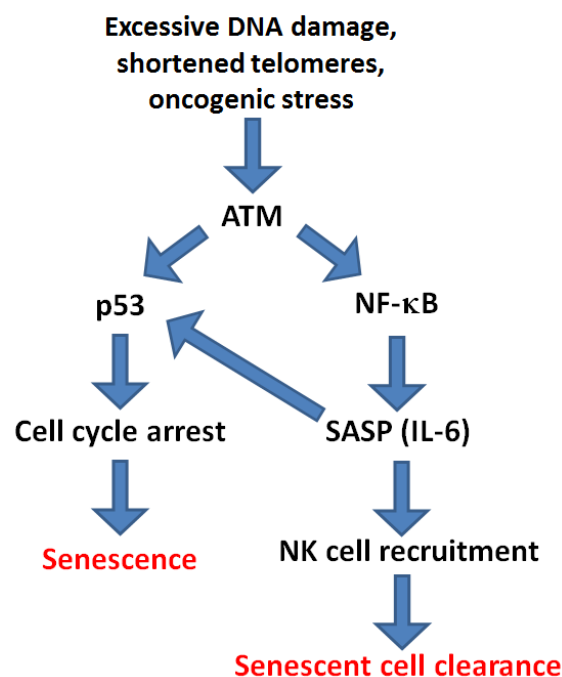 Excessive DNA damage,
shortened telomeres,
oncogenic stress
ATM
p53
NF-κB
Cell cycle arrest
SASP (IL-6)
Senescence
NK cell recruitment
Senescent cell clearance